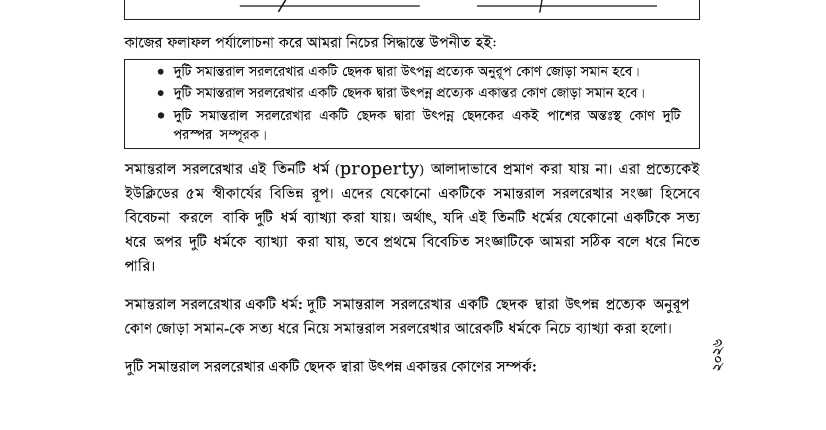 কাজের ফলাফল পর্যালোচনা করে আমরা নিচের সিদ্ধান্তে উপনীত হই:
• দুটি সমান্তরাল সরলরেখার একটি ছেদক দ্বারা উৎপন্ন প্রত্যেক অনুরূপ কোণ জোড়া সমান হবে।
• দুটি সমান্তরাল সরলরেখার একটি ছেদক দ্বারা উৎপন্ন প্রত্যেক একান্তর কোণ জোড়া সমান হবে।
• দুটি সমান্তরাল সরলরেখার একটি ছেদক দ্বারা উৎপন্ন ছেদকের একই পাশের অন্তঃস্থ কোণ দুটি
পরস্পর সম্পূরক।
সমান্তরাল সরলরেখার এই তিনটি ধর্ম (property) আলাদাভাবে প্রমাণ করা যায় না। এরা প্রত্যেকেই
ইউক্লিডের ৫ম স্বীকার্যের বিভিন্ন রূপ। এদের যেকোনো একটিকে সমান্তরাল সরলরেখার সংজ্ঞা হিসেবে
বিবেচনা করলে বাকি দুটি ধর্ম ব্যাখ্যা করা যায়। অর্থাৎ, যদি এই তিনটি ধর্মের যেকোনো একটিকে সত্য
ধরে অপর দুটি ধর্মকে ব্যাখ্যা করা যায়, তবে প্রথমে বিবেচিত সংজ্ঞাটিকে আমরা সঠিক বলে ধরে নিতে
পারি।
সমান্তরাল সরলরেখার একটি ধর্ম: দুটি সমান্তরাল সরলরেখার একটি ছেদক দ্বারা উৎপন্ন প্রত্যেক অনুরূপ
কোণ জোড়া সমান-কে সত্য ধরে নিয়ে সমান্তরাল সরলরেখার আরেকটি ধর্মকে নিচে ব্যাখ্যা করা হলো।
দুটি সমান্তরাল সরলরেখার একটি ছেদক দ্বারা উৎপন্ন একান্তর কোণের সম্পর্ক:
২০২৬